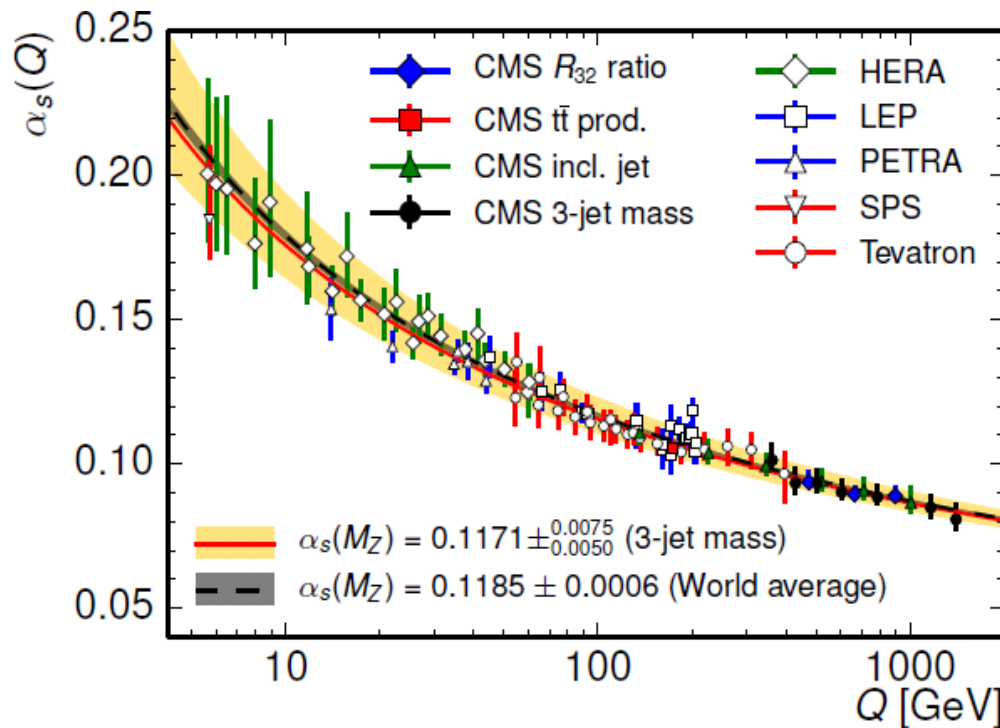 αs(Q)
0.25
0.20
0.15
0.10
0.05
CMS R32 ratio
CMS tt̄ prod.
CMS incl. jet
CMS 3-jet mass
HERA
LEP
PETRA
SPS
Tevatron
αs(MZ) = 0.1171±0.0075 0.0050 (3-jet mass)
αs(MZ) = 0.1185 ± 0.0006 (World average)
10 100 1000
Q [GeV]